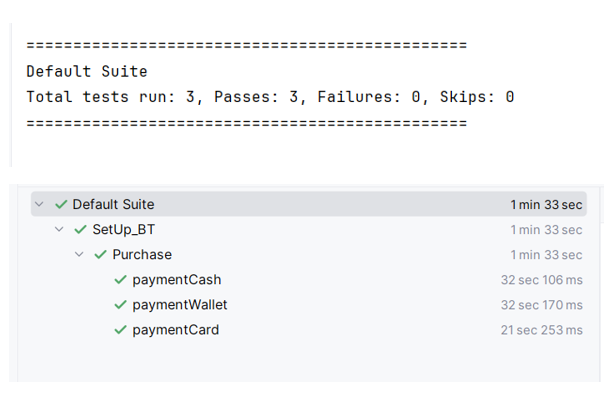 ===============================================
Default Suite
Total tests run: 3, Passes: 3, Failures: 0, Skips: 0
===============================================
Default Suite 1 min 33 sec
SetUp_BT 1 min 33 sec
Purchase 1 min 33 sec
paymentCash 32 sec 106 ms
paymentWallet 32 sec 170 ms
paymentCard 21 sec 253 ms